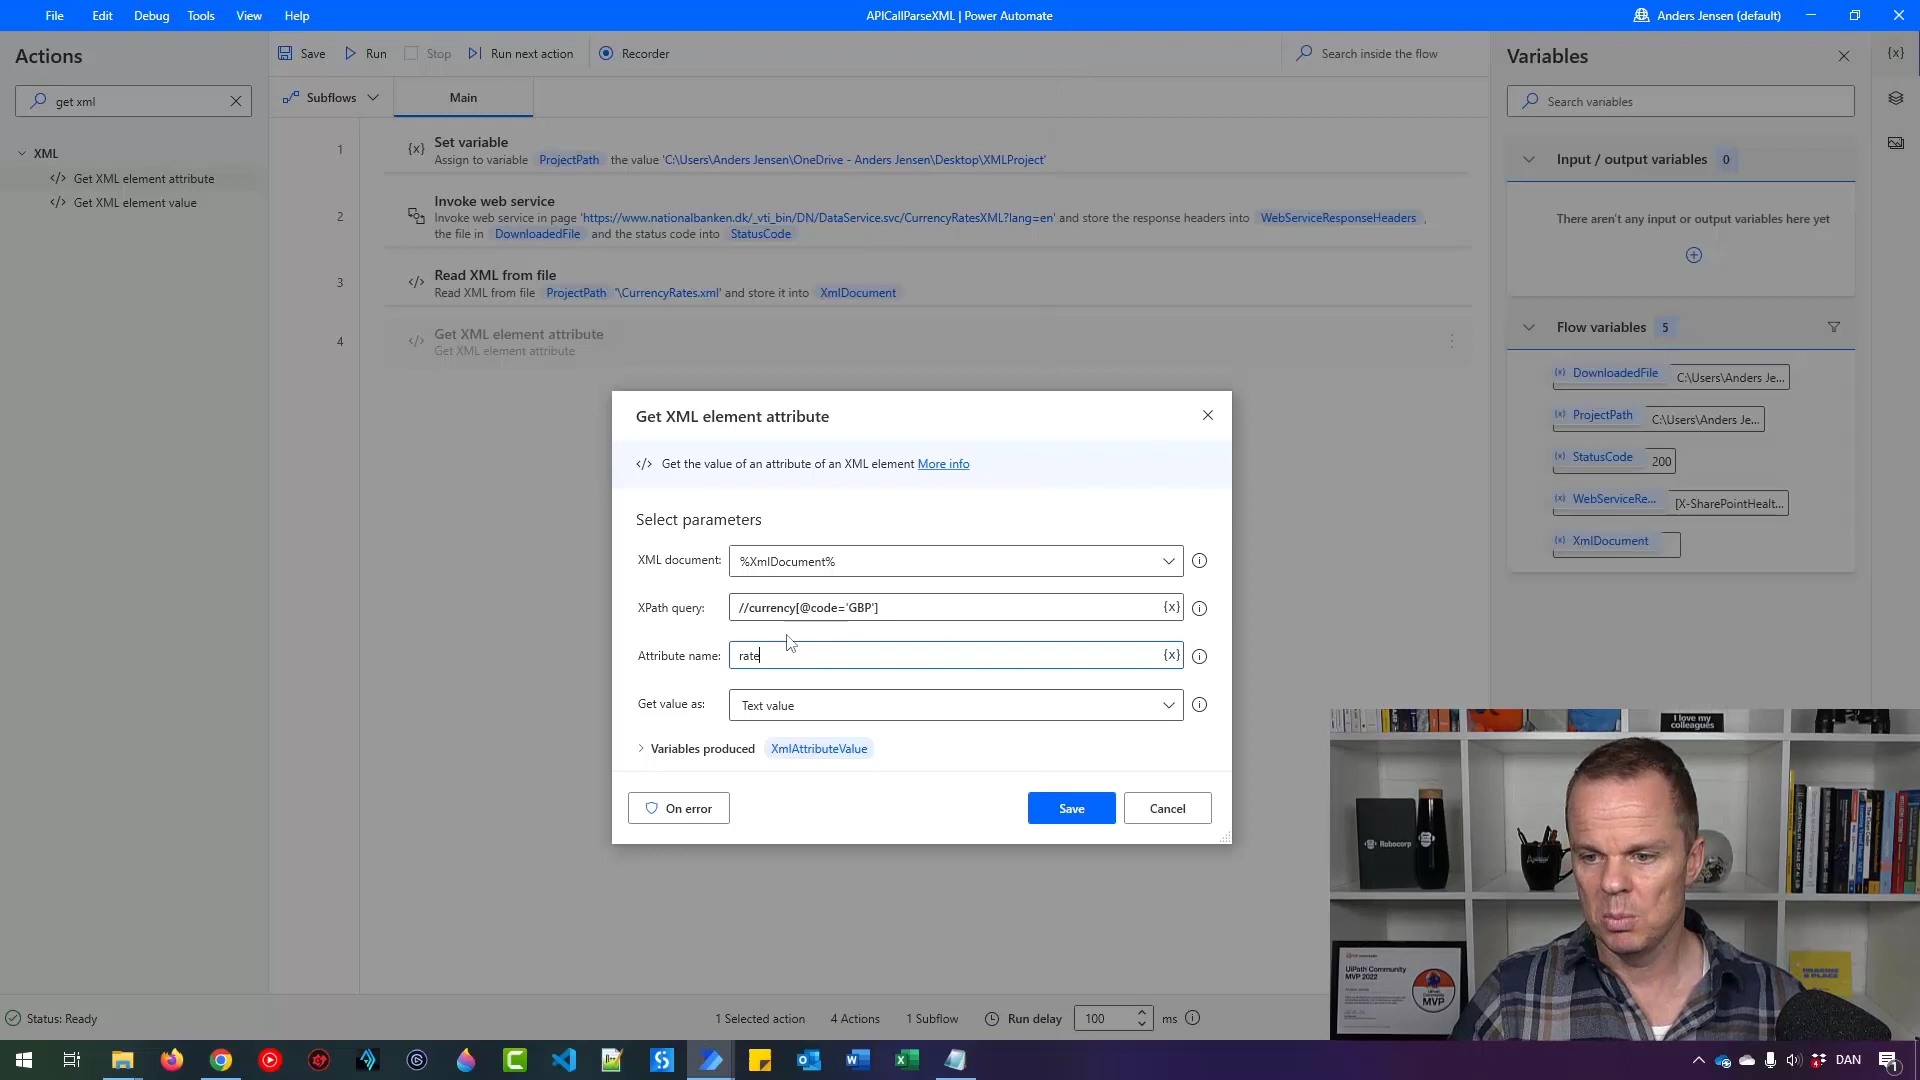 File Edit Debug Tools View Help
APICallParseXML | Power Automate
Anders Jensen (default)
Actions
get xml
XML
Get XML element attribute
Get XML element value
Save Run Stop Run next action Recorder
Search inside the flow
Subflows Main
1
Set variable
Assign to variable ProjectPath the value 'C:\Users\Anders Jensen\OneDrive - Anders Jensen\Desktop\XMLProject'
2
Invoke web service
Invoke web service in page 'https://www.nationalbanken.dk/_vti_bin/DN/DataService.svc/CurrencyRatesXML?lang=en' and store the response headers into WebServiceResponseHeaders ,
the file in DownloadedFile and the status code into StatusCode
3
Read XML from file
Read XML from file ProjectPath '\CurrencyRates.xml' and store it into XmlDocument
4
Get XML element attribute
Get XML element attribute
Get XML element attribute
Get the value of an attribute of an XML element More info
Select parameters
XML document: %XmlDocument%
XPath query: //currency[@code='GBP'] {x}
Attribute name: rate {x}
Get value as: Text value
Variables produced XmlAttributeValue
On error
Save
Cancel
Variables
{x}
Search variables
Input / output variables 0
There aren't any input or output variables here yet
Flow variables 5
DownloadedFile C:\Users\Anders Je...
ProjectPath C:\Users\Anders Je...
StatusCode 200
WebServiceRe... [X-SharePointHealt...
XmlDocument
I love my
colleagues
Robocorp
UiPath Community
MVP 2022
MVP
Status: Ready
1 Selected action 4 Actions 1 Subflow Run delay 100 ms
DAN
1